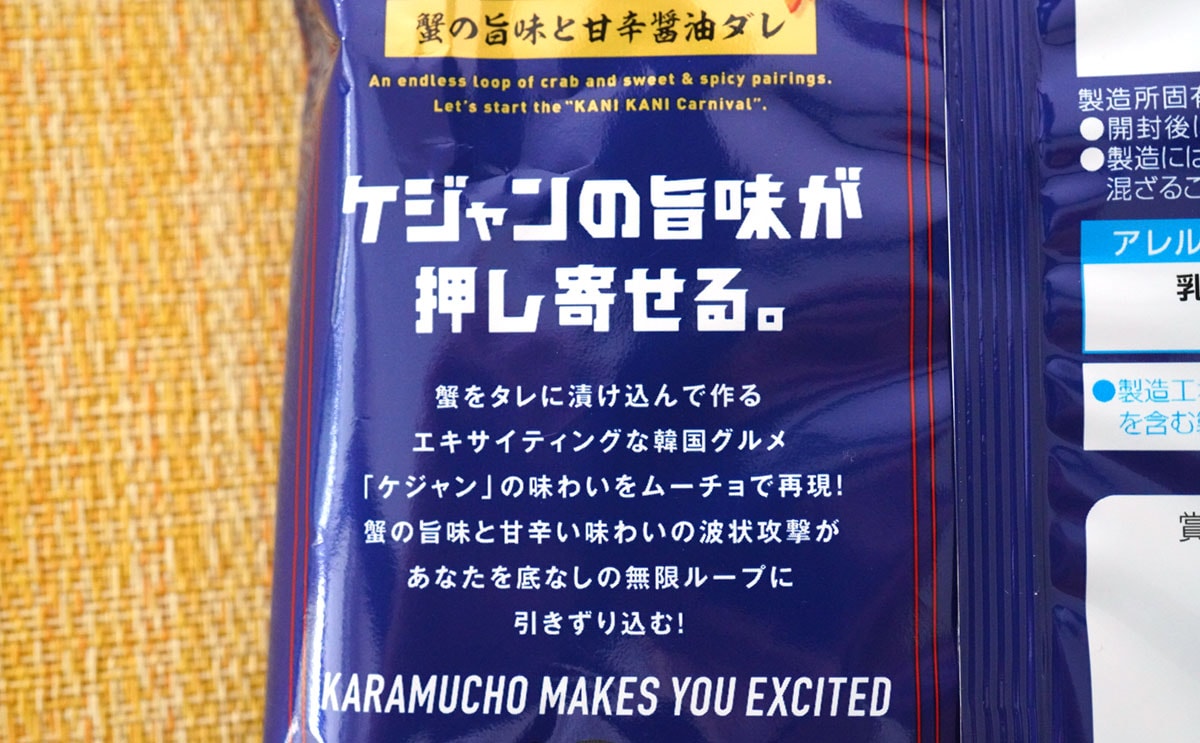 蟹の旨味と甘辛醤油ダレ
An endless loop of crab and sweet & spicy pairings.
Let's start the "KANI KANI Carnival".
ケジャンの旨味が
押し寄せる。
蟹をタレに漬け込んで作る
エキサイティングな韓国グルメ
「ケジャン」の味わいをムーチョで再現!
蟹の旨味と甘辛い味わいの波状攻撃が
あなたを底なしの無限ループに
引きずり込む!
KARAMUCHO MAKES YOU EXCITED
製造所固有
●開封後
●製造に
混ざるこ
アレル
乳
●製造工
を含む
賞